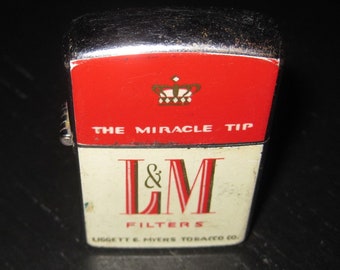 THE MIRACLE TIP
L&M
FILTERS
LIGGETT & MYERS TOBACCO CO.